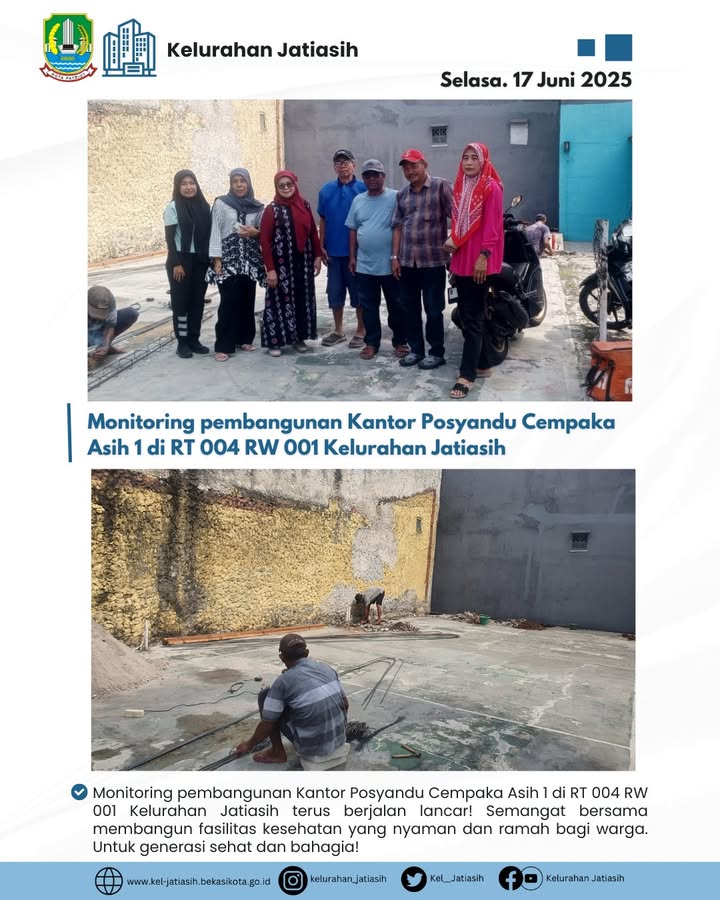 KOTA PATRIOT
Kelurahan Jatiasih
Selasa. 17 Juni 2025
Monitoring pembangunan Kantor Posyandu Cempaka
Asih 1 di RT 004 RW 001 Kelurahan Jatiasih
Monitoring pembangunan Kantor Posyandu Cempaka Asih 1 di RT 004 RW
001 Kelurahan Jatiasih terus berjalan lancar! Semangat bersama
membangun fasilitas kesehatan yang nyaman dan ramah bagi warga.
Untuk generasi sehat dan bahagia!
www.kel-jatiasih.bekasikota.go.id
kelurahan_jatiasih
Kel__Jatiasih
Kelurahan Jatiasih